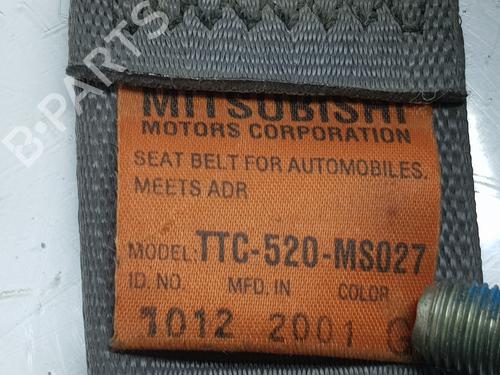 MITSUBISHI
MOTORS CORPORATION
SEAT BELT FOR AUTOMOBILES.
MEETS ADR
MODEL: TTC-520-MS027
ID. NO. MFD. IN COLOR
1012 2001
B-PARTS